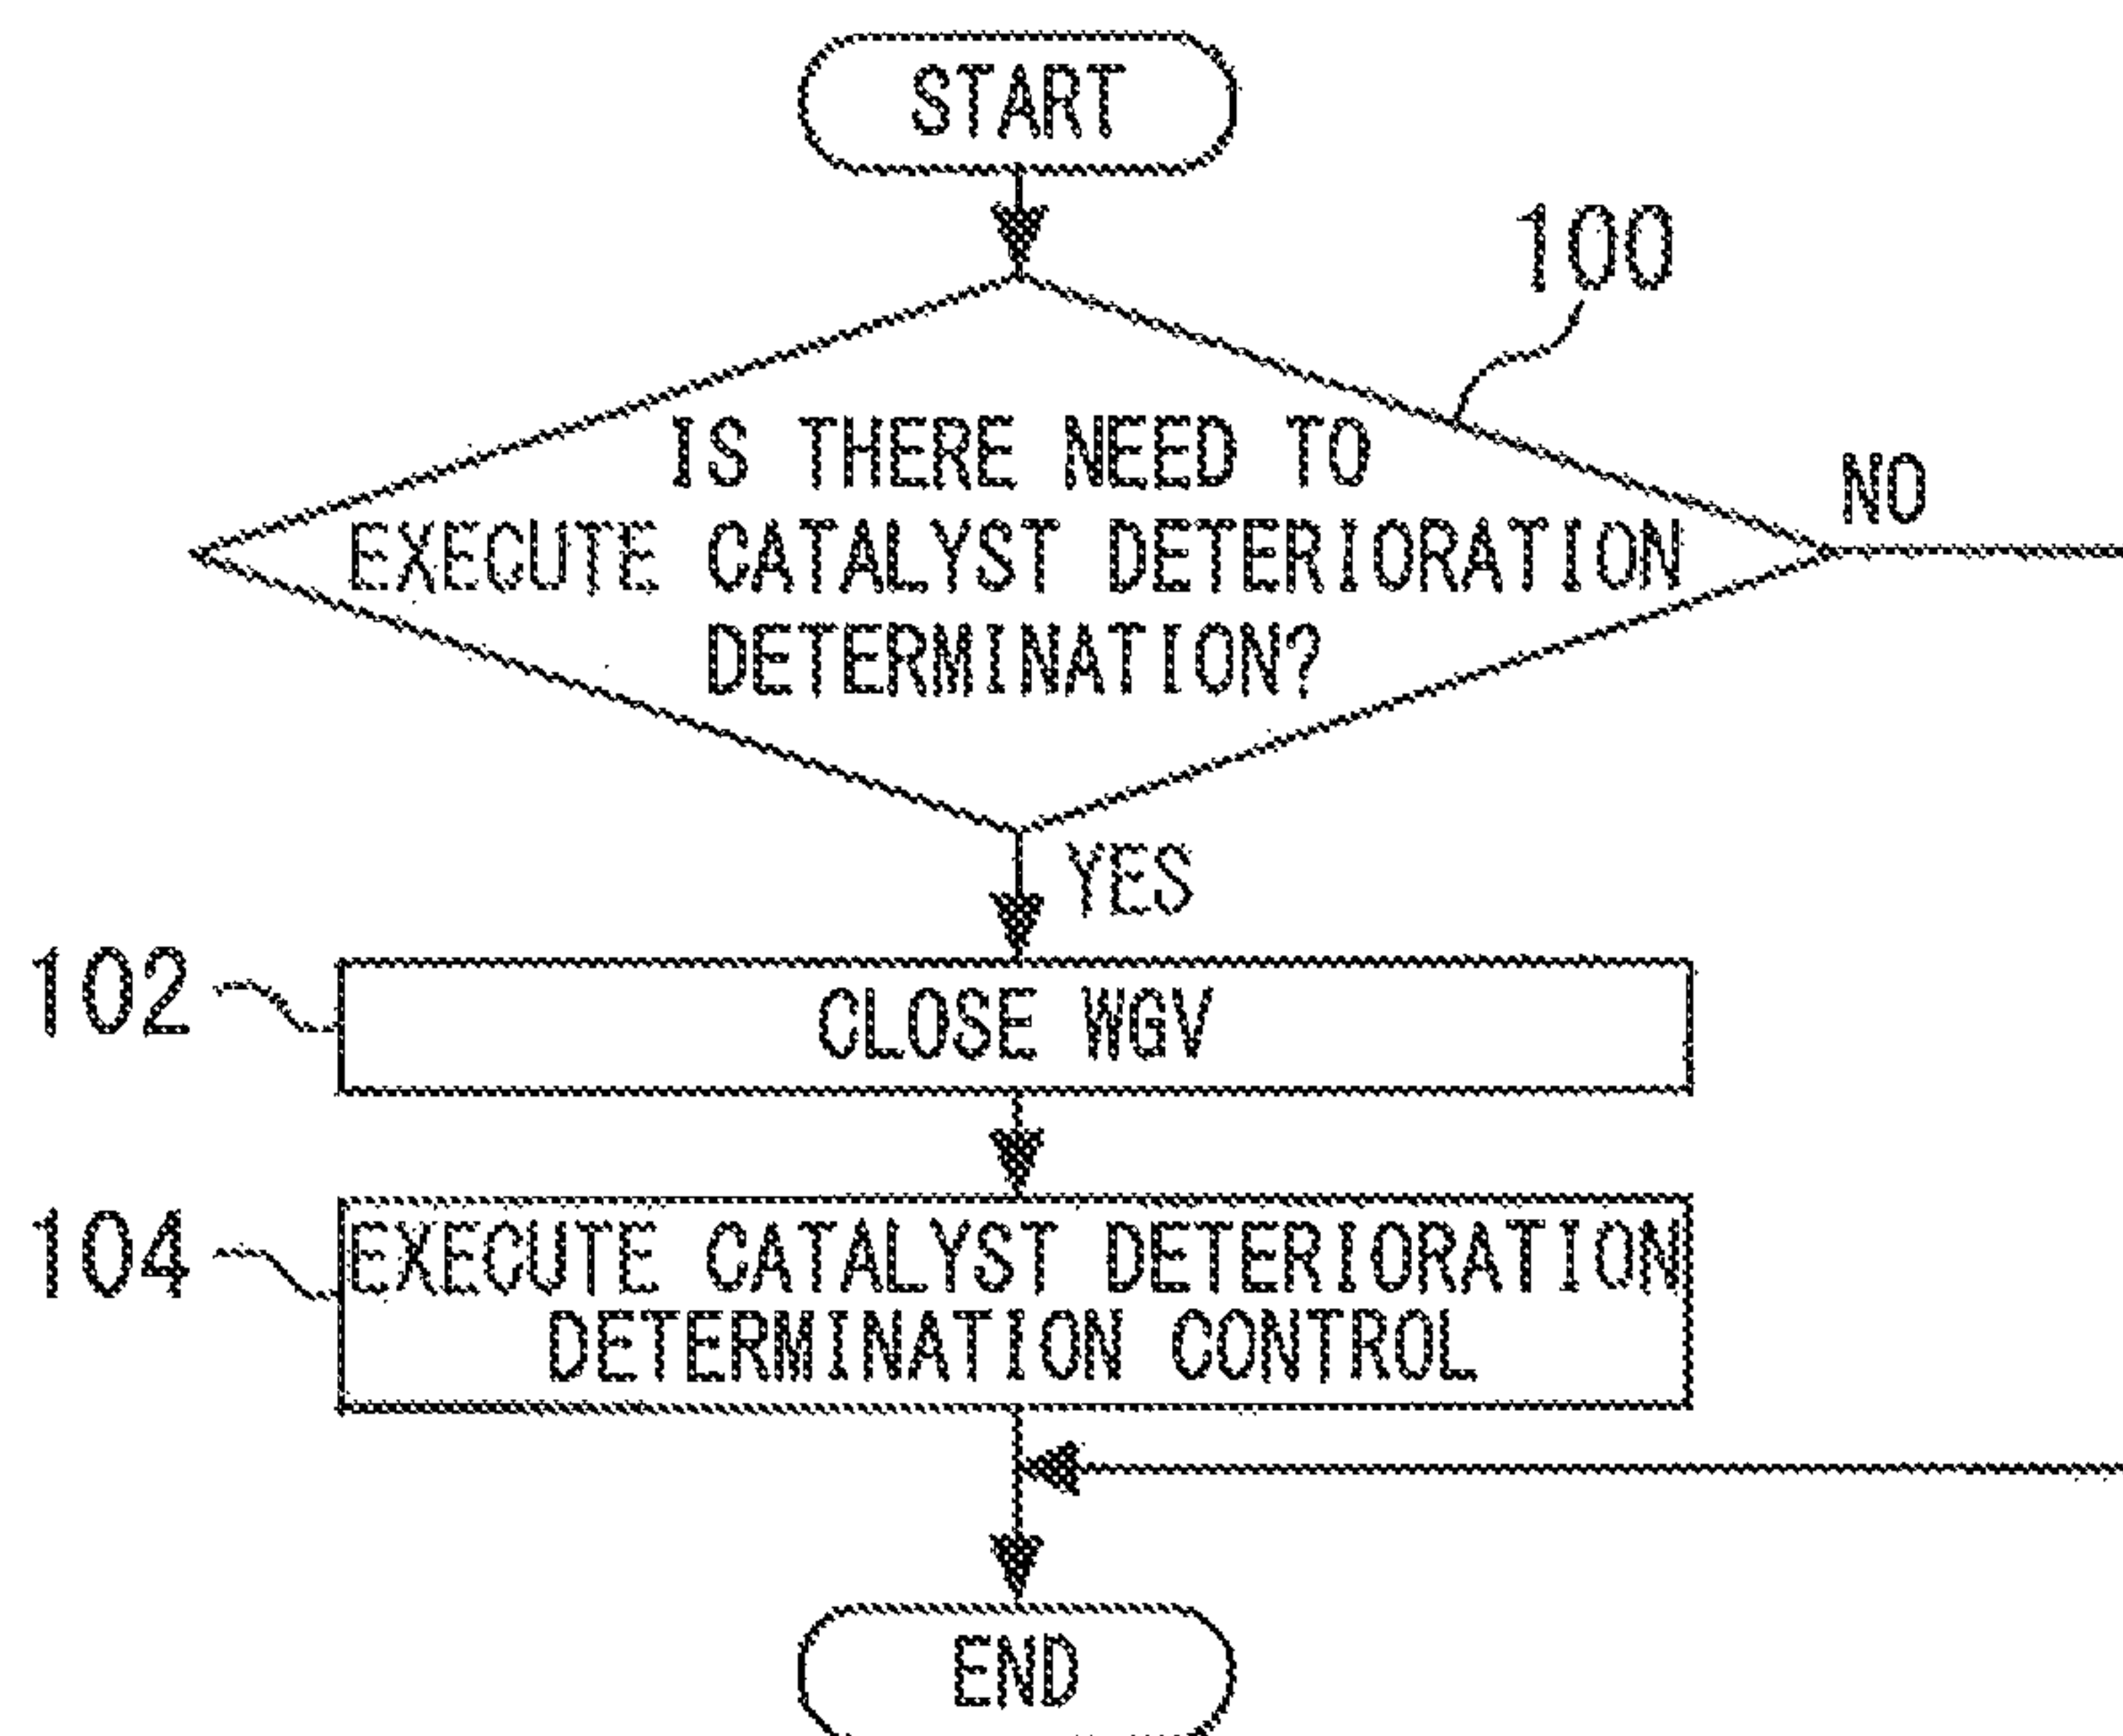 START
100
IS THERE NEED TO
EXECUTE CATALYST DETERIORATION
DETERMINATION?
NO
YES
102
CLOSE WGV
104
EXECUTE CATALYST DETERIORATION
DETERMINATION CONTROL
END